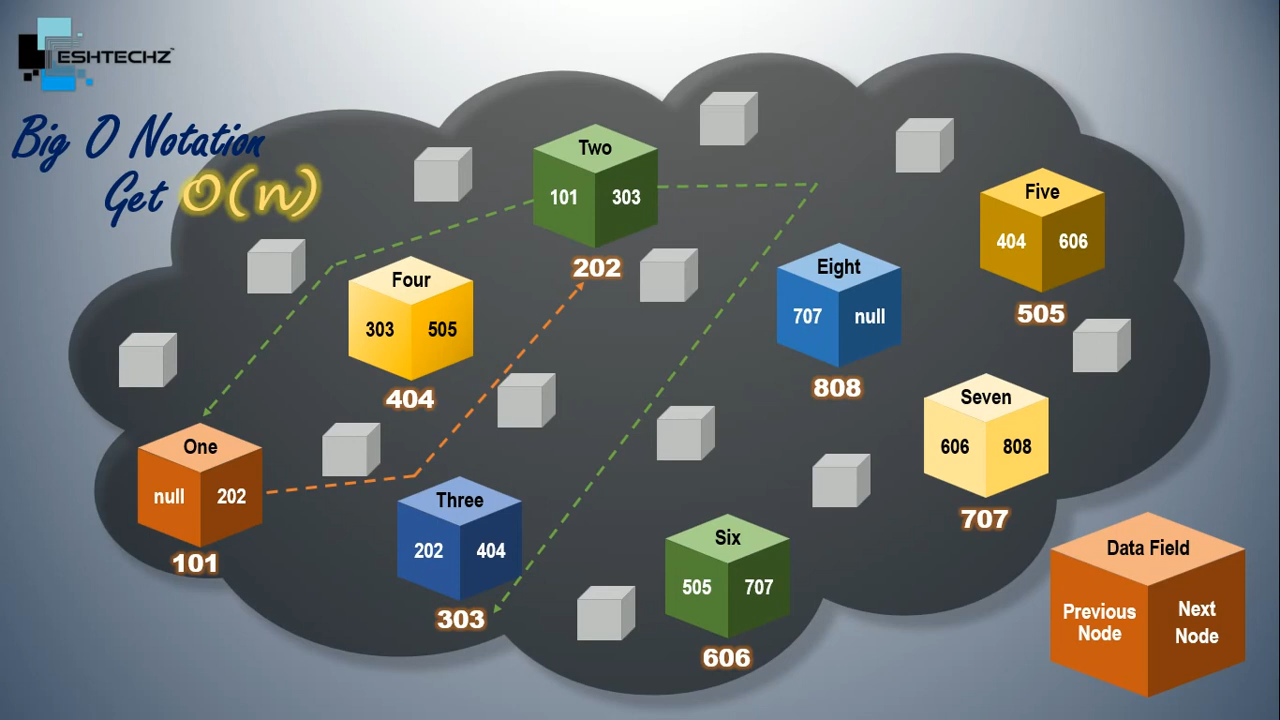 ESHTECHZ™
Big O Notation
Get O(n)
Two
101 303
202
Five
404 606
505
Four
303 505
404
Eight
707 null
808
One
null 202
101
Seven
606 808
707
Three
202 404
303
Six
505 707
606
Data Field
Previous
Node
Next
Node